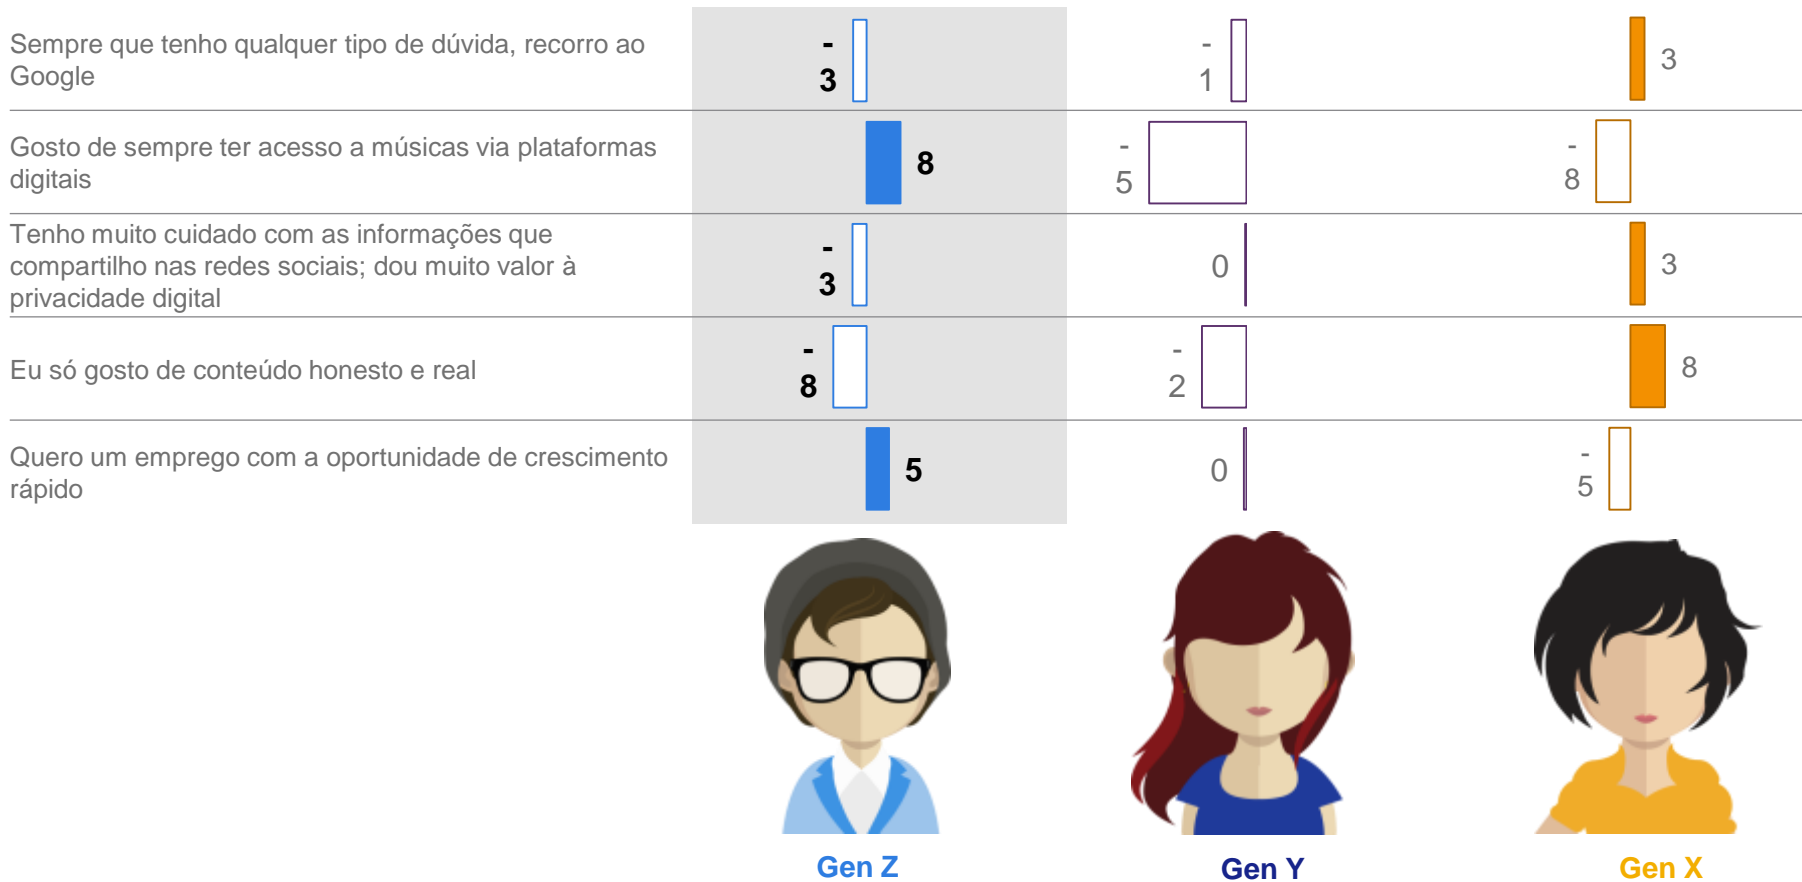 Sempre que tenho qualquer tipo de dúvida, recorro ao
Google
-
3
-
1
3
Gosto de sempre ter acesso a músicas via plataformas
digitais
8
-
5
-
8
Tenho muito cuidado com as informações que
compartilho nas redes sociais; dou muito valor à
privacidade digital
-
3
0
3
Eu só gosto de conteúdo honesto e real
-
8
-
2
8
Quero um emprego com a oportunidade de crescimento
rápido
5
0
-
5
Gen Z
Gen Y
Gen X